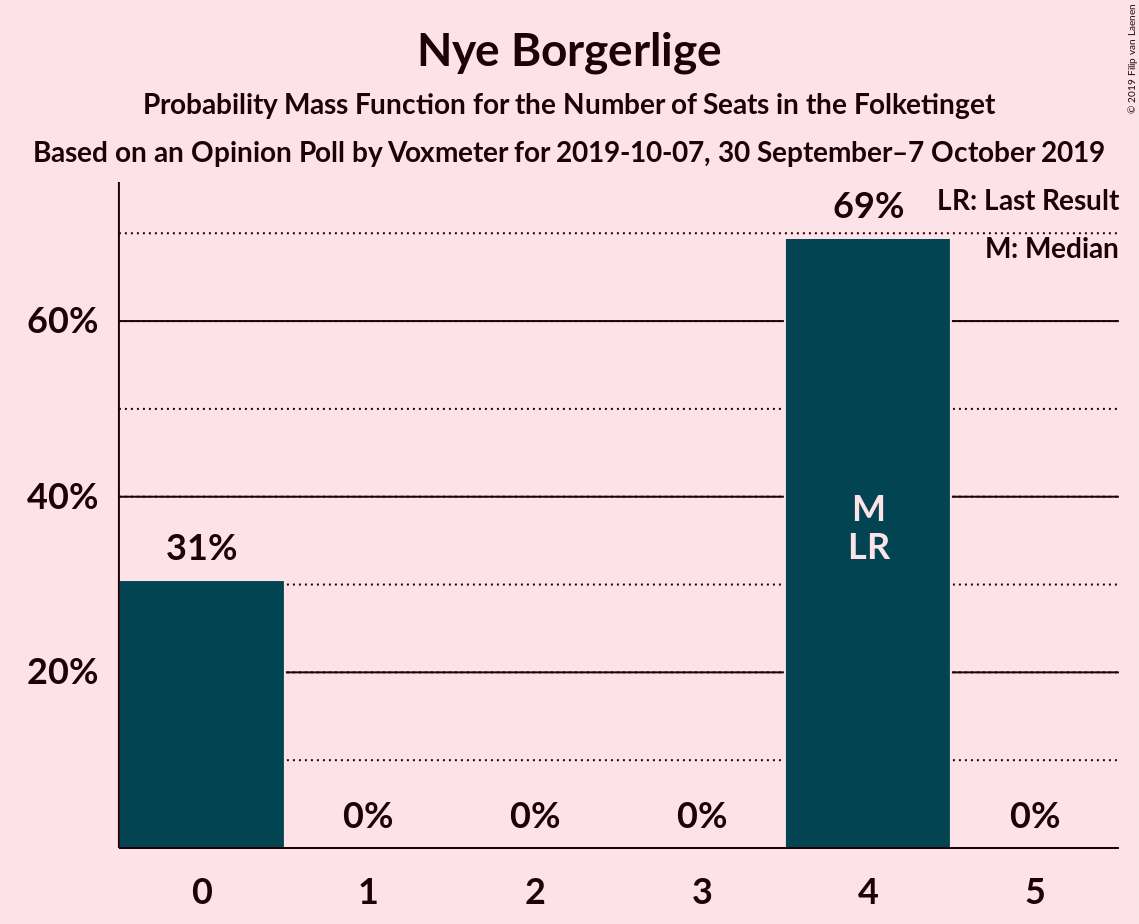 Nye Borgerlige
Probability Mass Function for the Number of Seats in the Folketinget
Based on an Opinion Poll by Voxmeter for 2019-10-07, 30 September–7 October 2019
© 2019 Filip van Laenen
LR: Last Result
M: Median
69%
60%
40%
M
LR
31%
20%
0%
0%
0%
0%
0
1
2
3
4
5